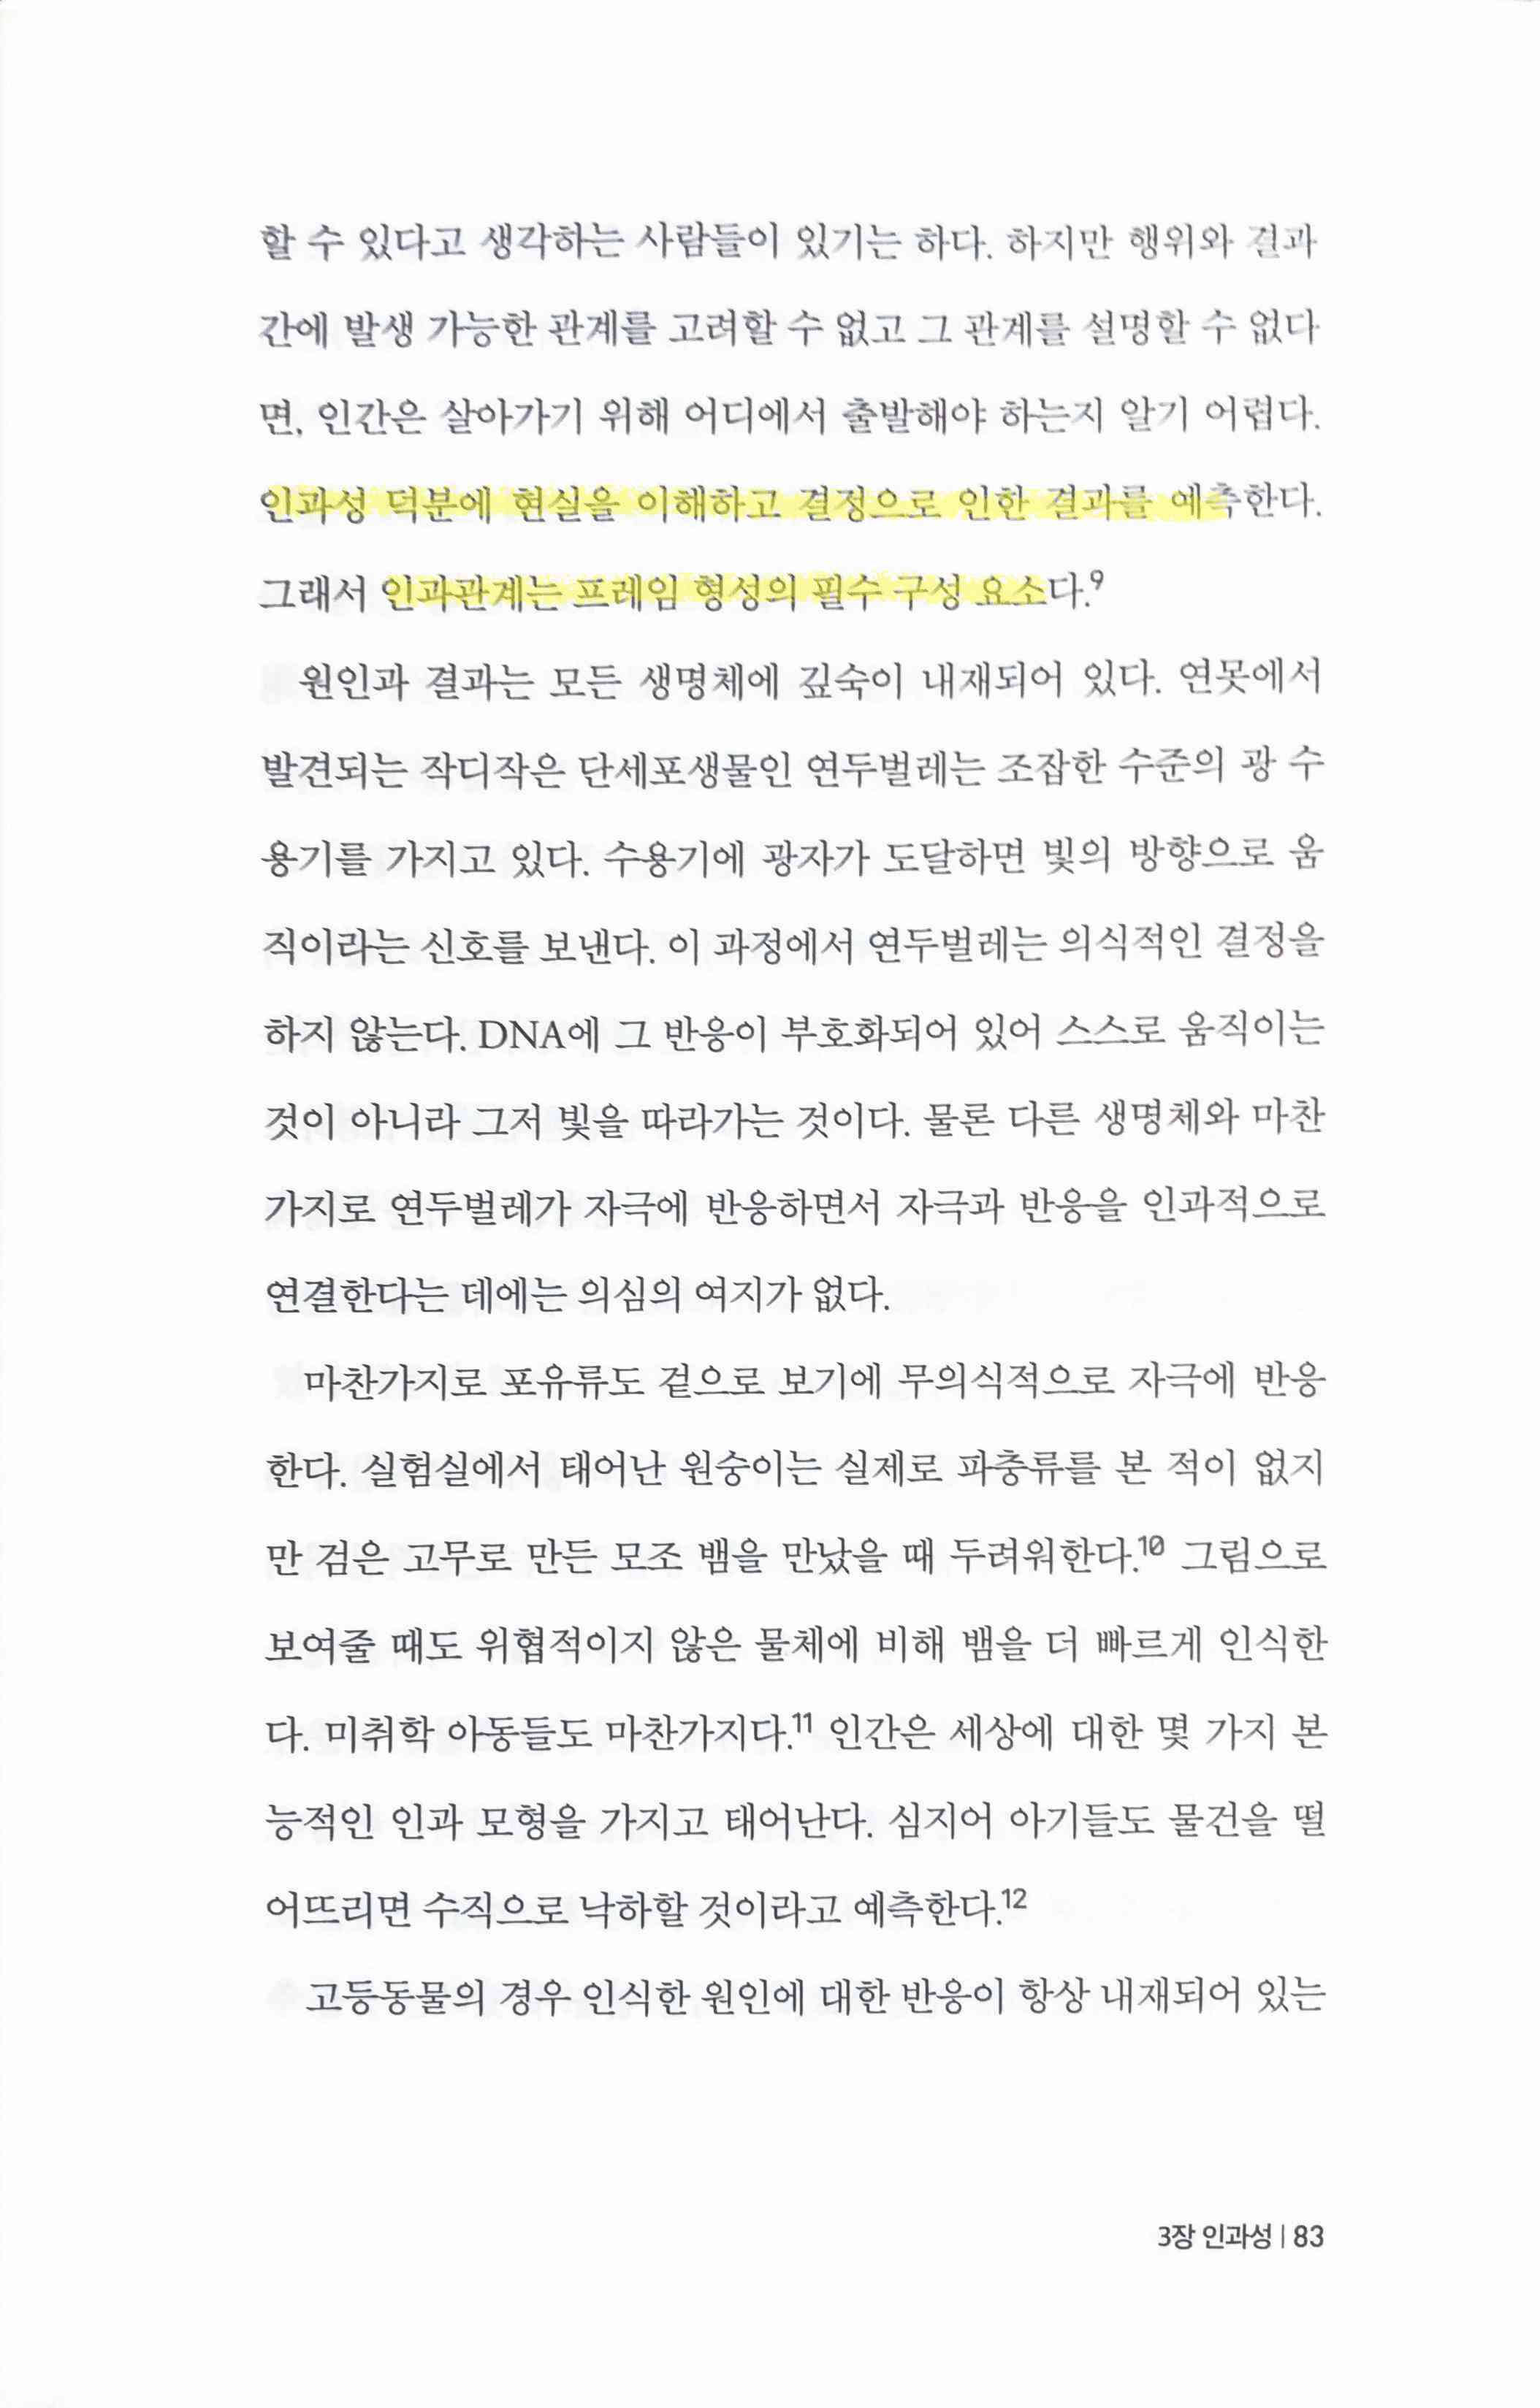 할 수 있다고 생각하는 사람들이 있기는 하다. 하지만 행위와 결과
간에 발생 가능한 관계를 고려할 수 없고 그 관계를 설명할 수 없다
면, 인간은 살아가기 위해 어디에서 출발해야 하는지 알기 어렵다.
인과성 덕분에 현실을 이해하고 결정으로 인한 결과를 예측한다.
그래서 인과관계는 프레임 형성의 필수 구성 요소다.9
원인과 결과는 모든 생명체에 깊숙이 내재되어 있다. 연못에서
발견되는 작디작은 단세포생물인 연두벌레는 조잡한 수준의 광 수
용기를 가지고 있다. 수용기에 광자가 도달하면 빛의 방향으로 움
직이라는 신호를 보낸다. 이 과정에서 연두벌레는 의식적인 결정을
하지 않는다. DNA에 그 반응이 부호화되어 있어 스스로 움직이는
것이 아니라 그저 빛을 따라가는 것이다. 물론 다른 생명체와 마찬
가지로 연두벌레가 자극에 반응하면서 자극과 반응을 인과적으로
연결한다는 데에는 의심의 여지가 없다.
마찬가지로 포유류도 겉으로 보기에 무의식적으로 자극에 반응
한다. 실험실에서 태어난 원숭이는 실제로 파충류를 본 적이 없지
만 검은 고무로 만든 모조 뱀을 만났을 때 두려워한다.10 그림으로
보여줄 때도 위협적이지 않은 물체에 비해 뱀을 더 빠르게 인식한
다. 미취학 아동들도 마찬가지다.11 인간은 세상에 대한 몇 가지 본
능적인 인과 모형을 가지고 태어난다. 심지어 아기들도 물건을 떨
어뜨리면 수직으로 낙하할 것이라고 예측한다.12
고등동물의 경우 인식한 원인에 대한 반응이 항상 내재되어 있는
3장 인과성 | 83